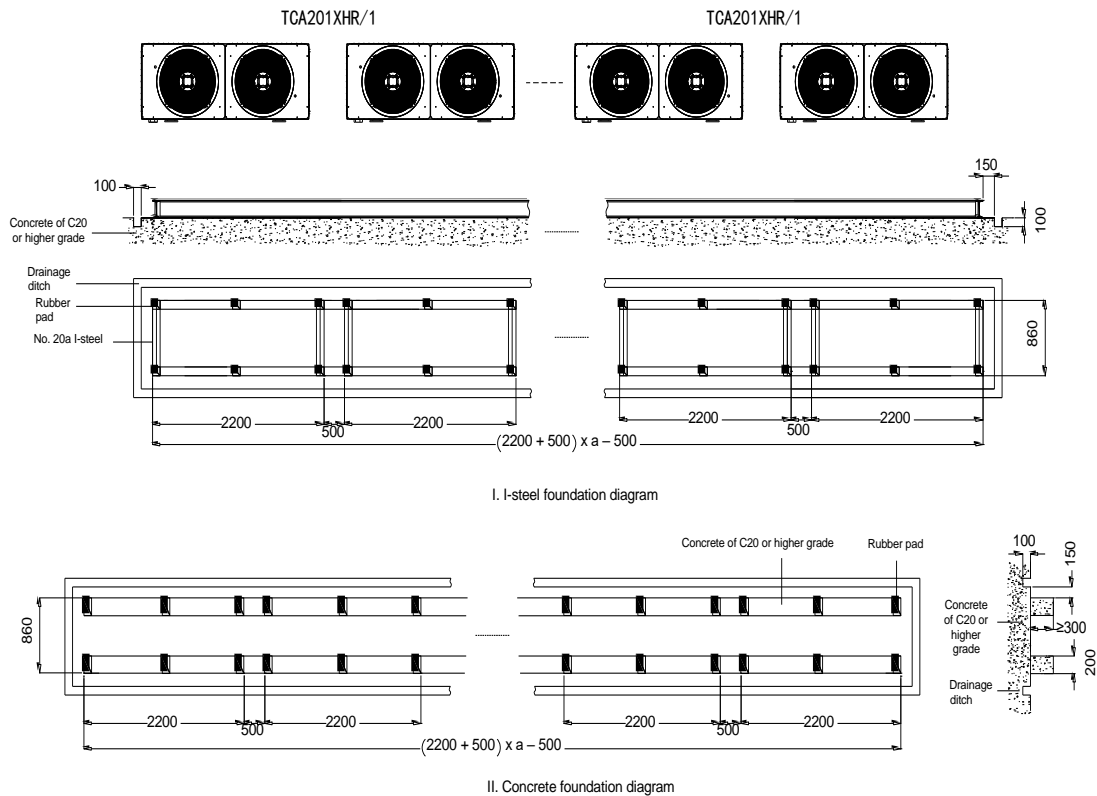 TCA201XHR/1
TCA201XHR/1
100
150
Concrete of C20
or higher grade
100
Drainage
ditch
Rubber
pad
No. 20a I-steel
860
2200
500
2200
2200
500
2200
(2200 + 500) x a – 500
I. I-steel foundation diagram
Concrete of C20 or higher grade
Rubber pad
100
150
860
Concrete
of C20 or
higher
grade
≥300
200
Drainage
ditch
2200
500
2200
2200
500
2200
(2200 + 500) x a – 500
II. Concrete foundation diagram